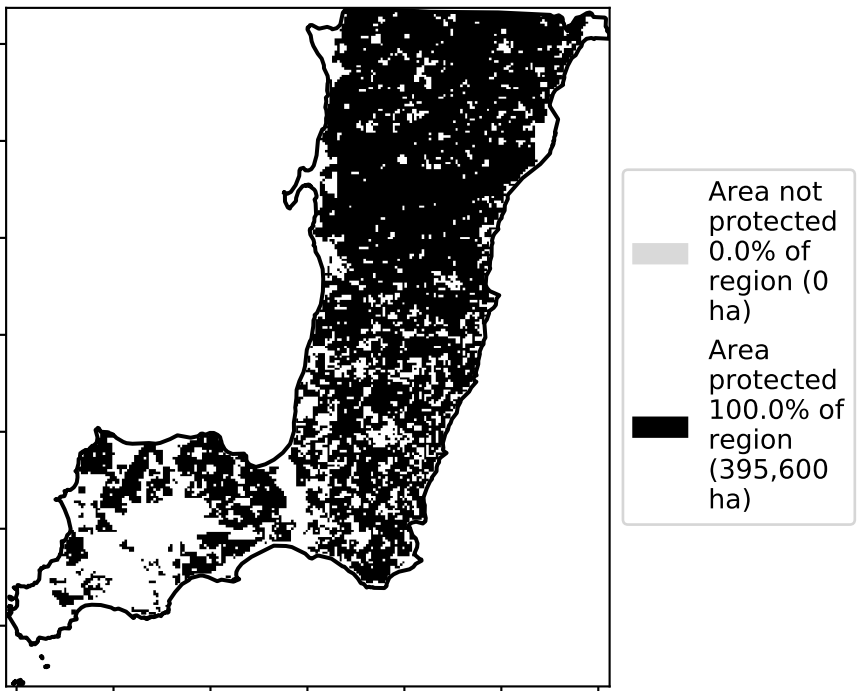 Area not
protected
0.0% of
region (0
ha)
Area
protected
100.0% of
region
(395,600
ha)